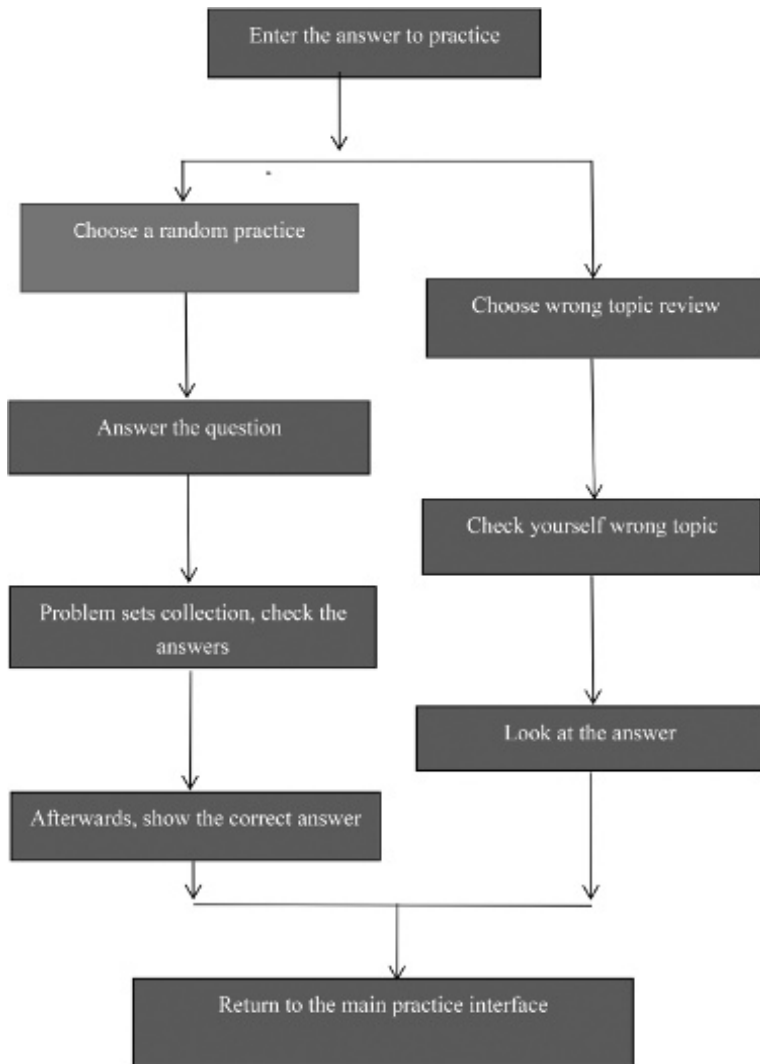 Enter the answer to practice
Choose a random practice
Choose wrong topic review
Answer the question
Check yourself wrong topic
Problem sets collection, check the
answers
Look at the answer
Afterwards, show the correct answer
Return to the main practice interface